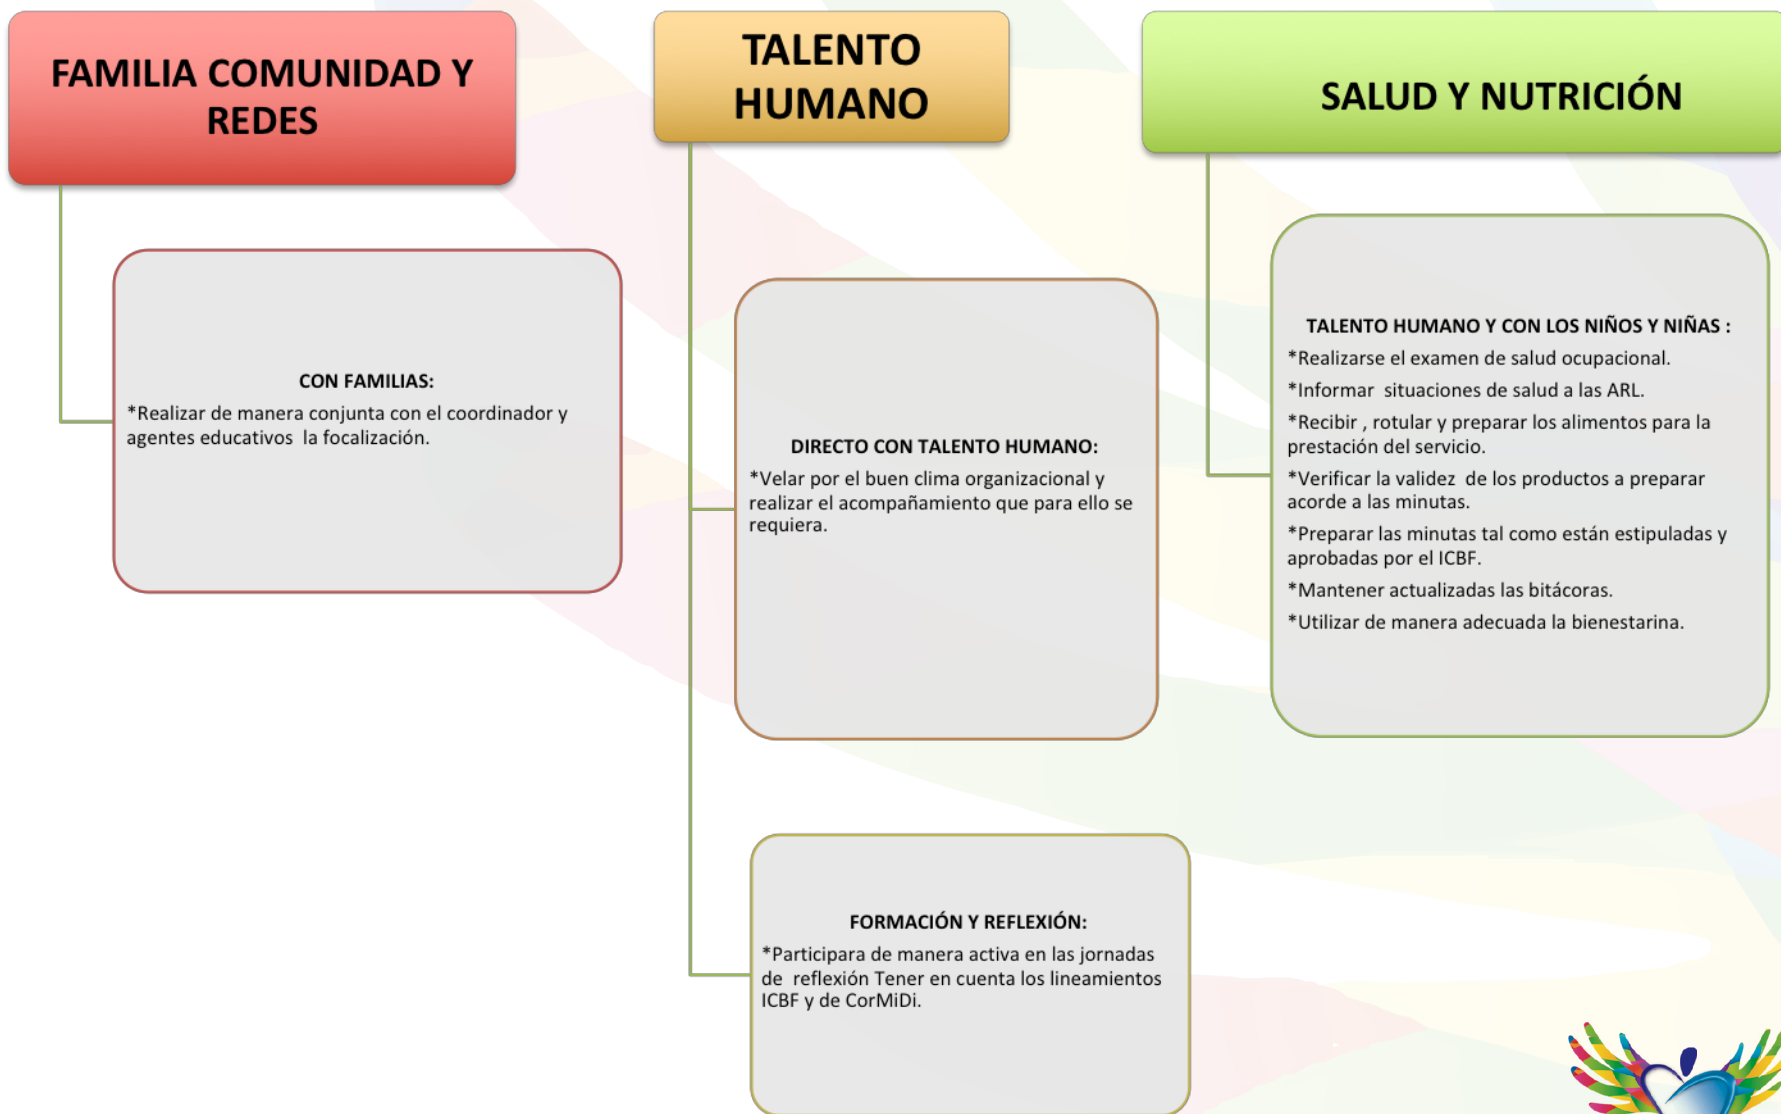 FAMILIA COMUNIDAD Y
REDES
CON FAMILIAS:
*Realizar de manera conjunta con el coordinador y
agentes educativos  la focalización.
TALENTO
HUMANO
DIRECTO CON TALENTO HUMANO:
*Velar por el buen clima organizacional y
realizar el acompañamiento que para ello se
requiera.
FORMACIÓN Y REFLEXIÓN:
*Participara de manera activa en las jornadas
de  reflexión Tener en cuenta los lineamientos
ICBF y de CorMiDi.
SALUD Y NUTRICIÓN
TALENTO HUMANO Y CON LOS NIÑOS Y NIÑAS :
*Realizarse el examen de salud ocupacional.
*Informar  situaciones de salud a las ARL.
*Recibir , rotular y preparar los alimentos para la
prestación del servicio.
*Verificar la validez  de los productos a preparar
acorde a las minutas.
*Preparar las minutas tal como están estipuladas y
aprobadas por el ICBF.
*Mantener actualizadas las bitácoras.
*Utilizar de manera adecuada la bienestarina.